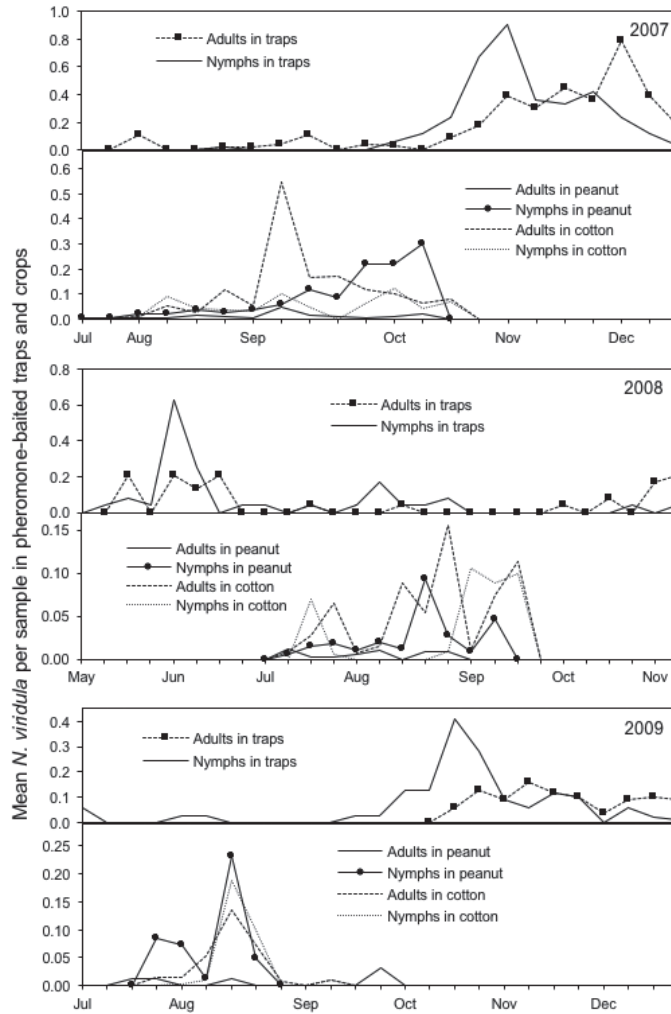 Mean N. viridula per sample in pheromone-baited traps and crops
1.0
0.8
0.6
0.4
0.2
0.0
2007
Adults in traps
Nymphs in traps
0.6
0.5
0.4
0.3
0.2
0.1
0.0
Adults in peanut
Nymphs in peanut
Adults in cotton
Nymphs in cotton
Jul Aug Sep Oct Nov Dec
0.8
0.6
0.4
0.2
0.0
2008
Adults in traps
Nymphs in traps
0.15
0.10
0.05
0.00
Adults in peanut
Nymphs in peanut
Adults in cotton
Nymphs in cotton
May Jun Jul Aug Sep Oct Nov
0.4
0.3
0.2
0.1
0.0
2009
Adults in traps
Nymphs in traps
0.25
0.20
0.15
0.10
0.05
0.00
Adults in peanut
Nymphs in peanut
Adults in cotton
Nymphs in cotton
Jul Aug Sep Oct Nov Dec